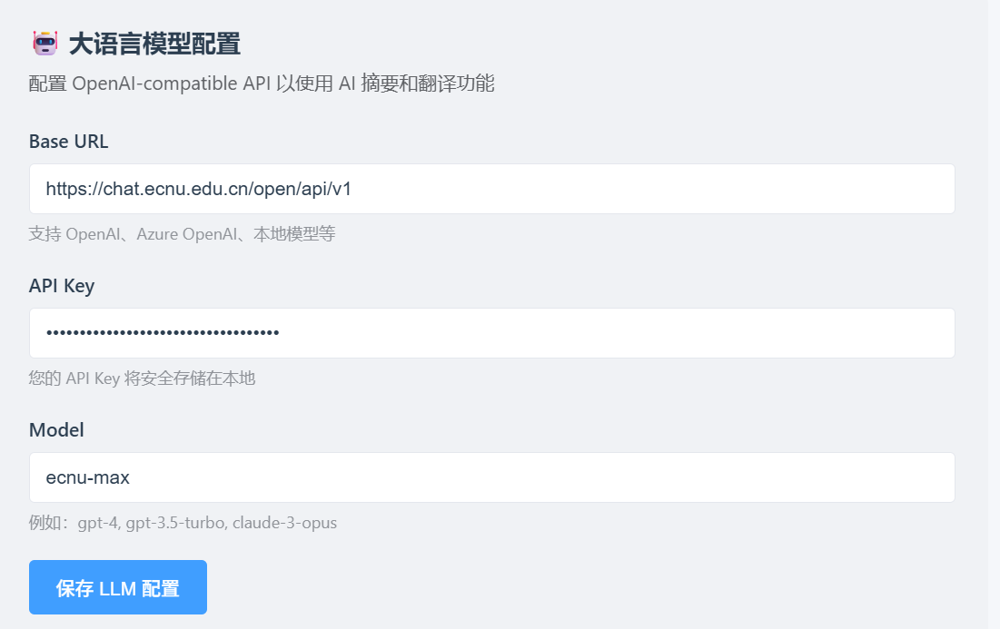 大语言模型配置
配置 OpenAI-compatible API 以使用 AI 摘要和翻译功能
Base URL
https://chat.ecnu.edu.cn/open/api/v1
支持 OpenAI、Azure OpenAI、本地模型等
API Key
•••••••••••••••••••••••••••••••••••
您的 API Key 将安全存储在本地
Model
ecnu-max
例如：gpt-4, gpt-3.5-turbo, claude-3-opus
保存 LLM 配置